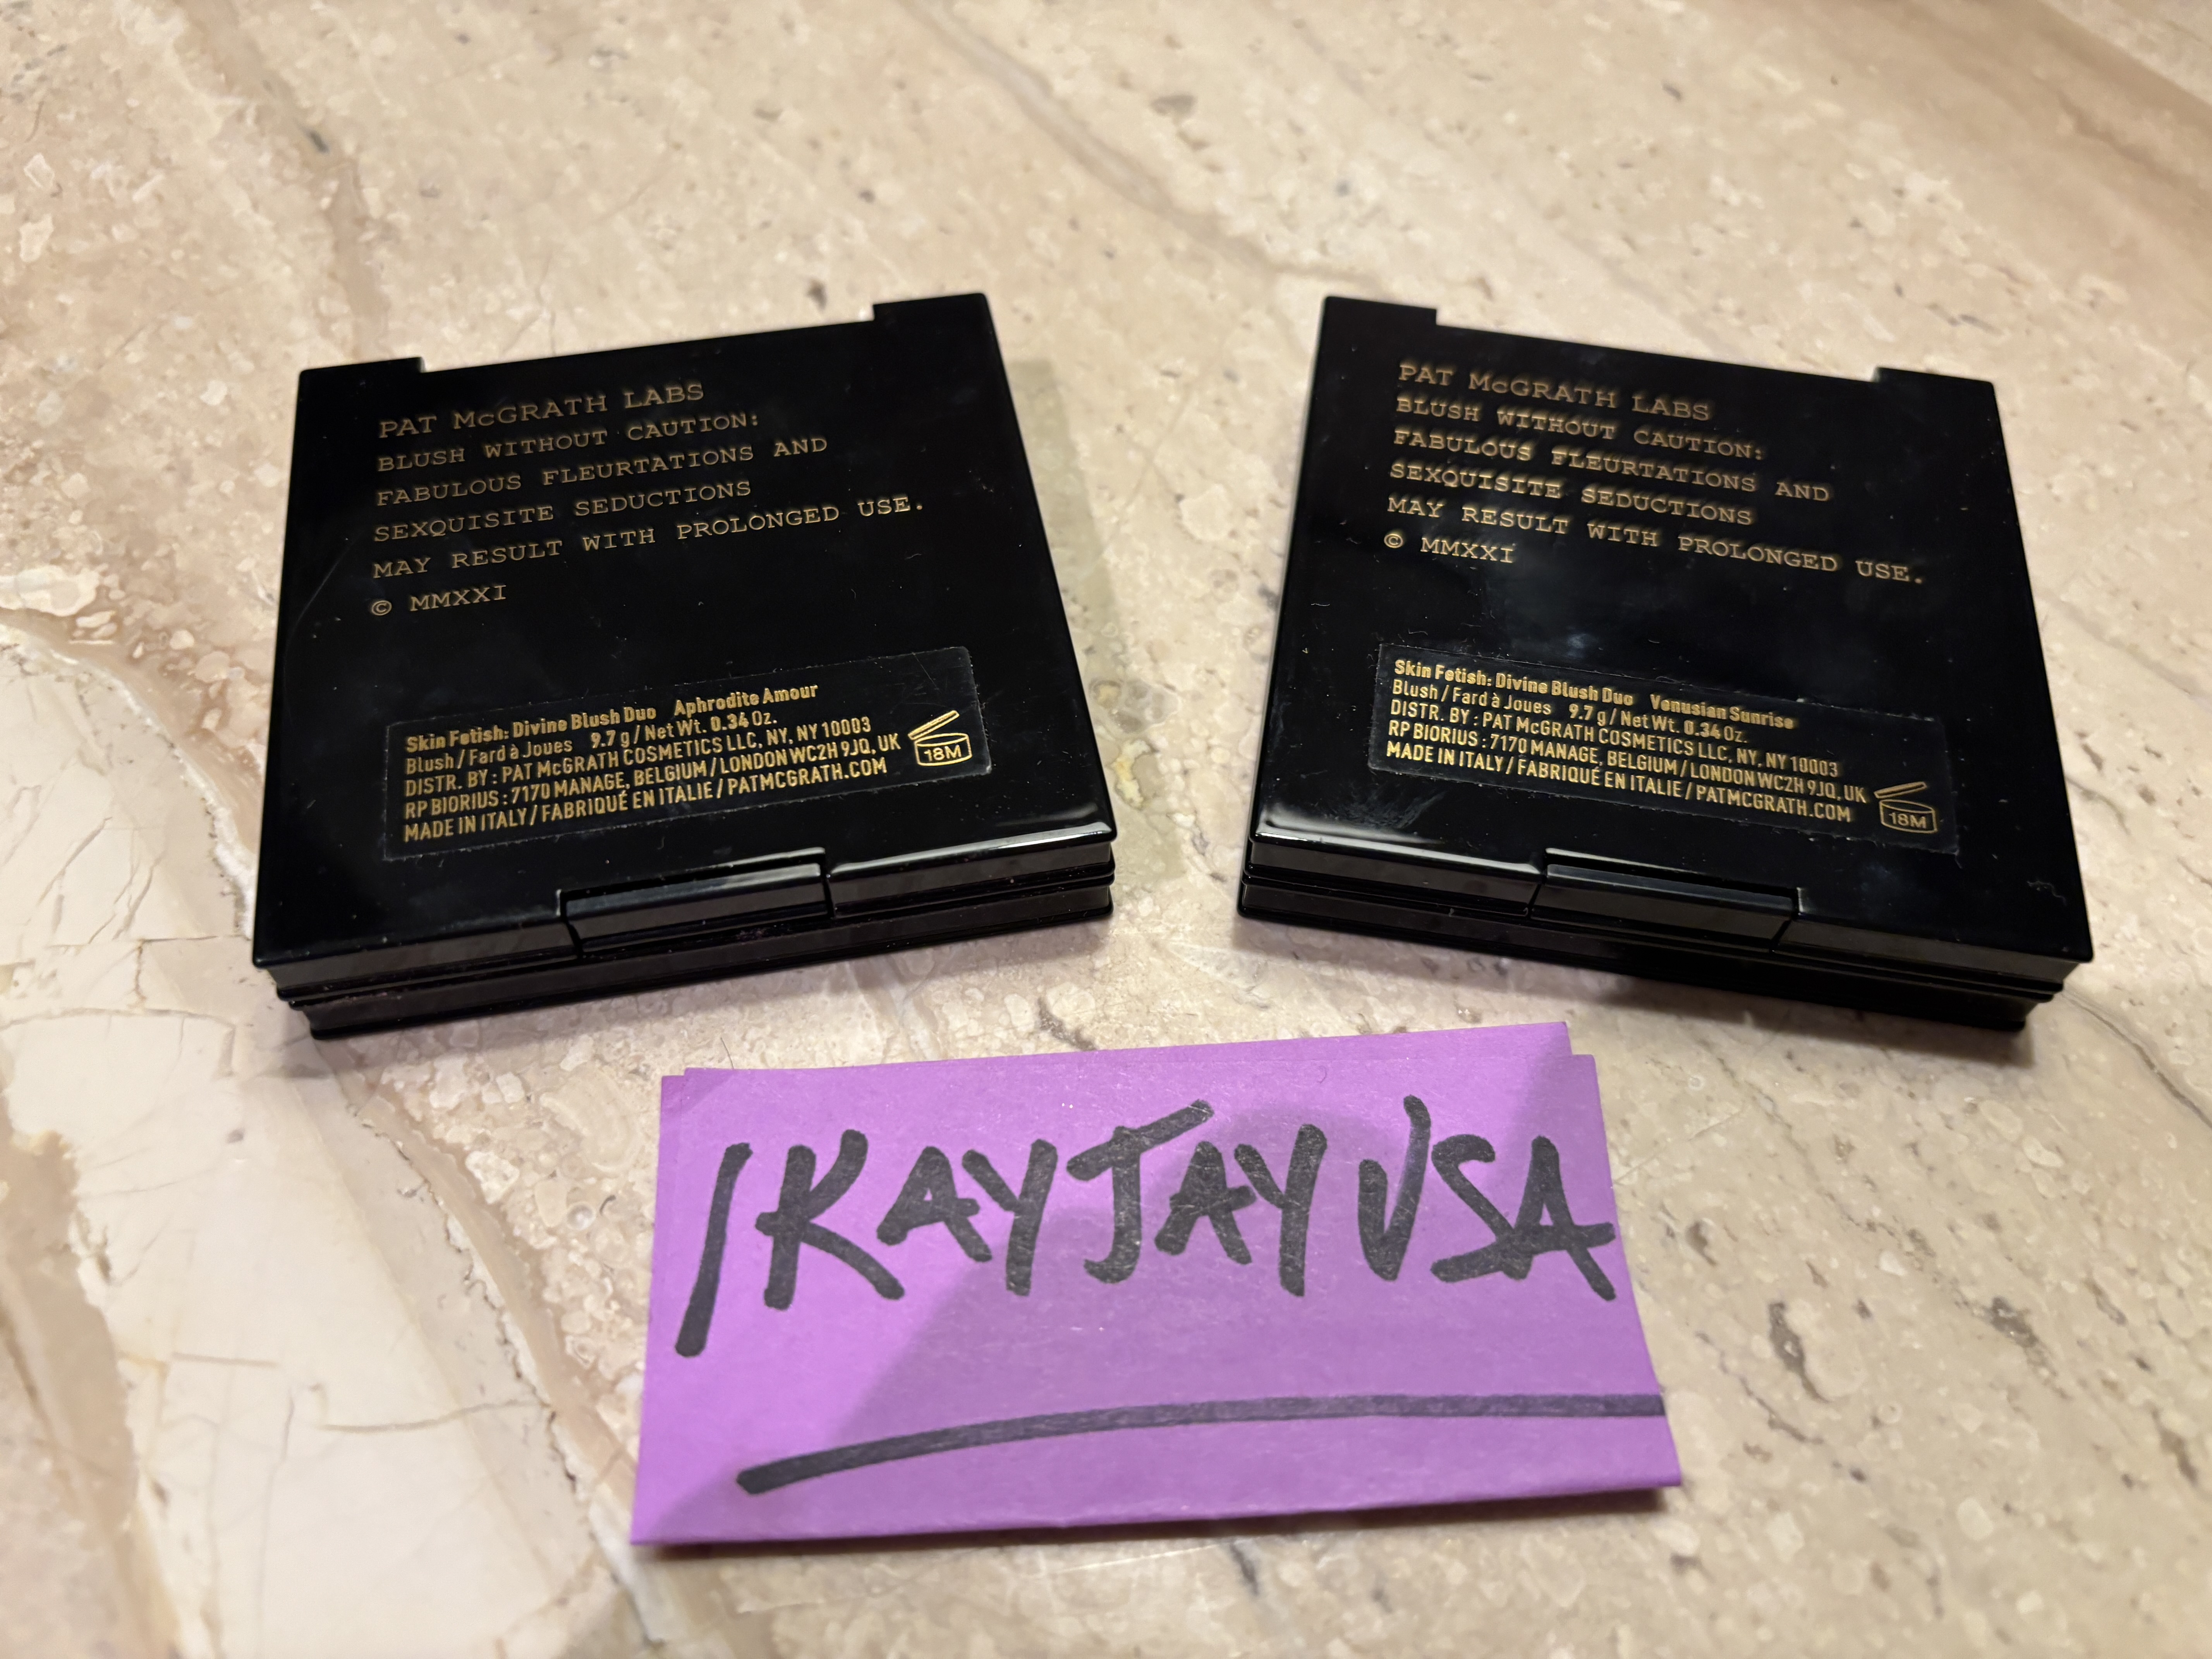 PAT McGRATH LABS
BLUSH WITHOUT CAUTION:
FABULOUS FLEURTATIONS AND
SEXQUISITE SEDUCTIONS
MAY RESULT WITH PROLONGED USE.
© MMXXI
Skin Fetish: Divine Blush Duo Aphrodite Amour
Blush / Fard à Joues 9.7 g / Net Wt. 0.34 Oz.
DISTR. BY : PAT McGRATH COSMETICS LLC, NY, NY 10003
RP BIORIUS : 7170 MANAGE, BELGIUM / LONDON WC2H 9JQ, UK
MADE IN ITALY / FABRIQUÉ EN ITALIE / PATMCGRATH.COM
18M
PAT McGRATH LABS
BLUSH WITHOUT CAUTION:
FABULOUS FLEURTATIONS AND
SEXQUISITE SEDUCTIONS
MAY RESULT WITH PROLONGED USE.
© MMXXI
Skin Fetish: Divine Blush Duo Venusian Sunrise
Blush / Fard à Joues 9.7 g / Net Wt. 0.34 Oz.
DISTR. BY : PAT McGRATH COSMETICS LLC, NY, NY 10003
RP BIORIUS : 7170 MANAGE, BELGIUM / LONDON WC2H 9JQ, UK
MADE IN ITALY / FABRIQUÉ EN ITALIE / PATMCGRATH.COM
18M
/KAYJAYUSA